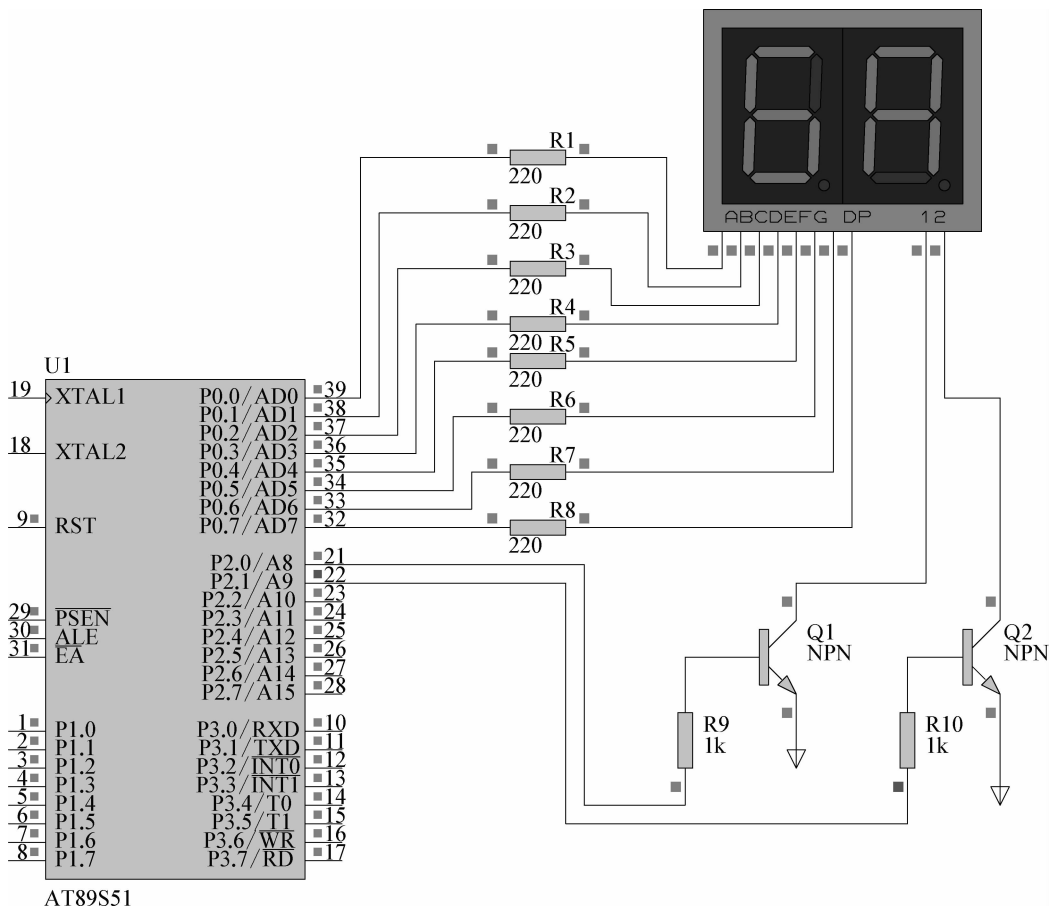 ABCDEFG DP 12
R1
220
R2
220
R3
220
R4
220
R5
220
R6
220
R7
220
R8
220
U1
19 XTAL1
18 XTAL2
9 RST
29 PSEN
30 ALE
31 EA
1 P1.0
2 P1.1
3 P1.2
4 P1.3
5 P1.4
6 P1.5
7 P1.6
8 P1.7
P0.0/AD0 39
P0.1/AD1 38
P0.2/AD2 37
P0.3/AD3 36
P0.4/AD4 35
P0.5/AD5 34
P0.6/AD6 33
P0.7/AD7 32
P2.0/A8 21
P2.1/A9 22
P2.2/A10 23
P2.3/A11 24
P2.4/A12 25
P2.5/A13 26
P2.6/A14 27
P2.7/A15 28
P3.0/RXD 10
P3.1/TXD 11
P3.2/INT0 12
P3.3/INT1 13
P3.4/T0 14
P3.5/T1 15
P3.6/WR 16
P3.7/RD 17
AT89S51
Q1
NPN
Q2
NPN
R9
1k
R10
1k